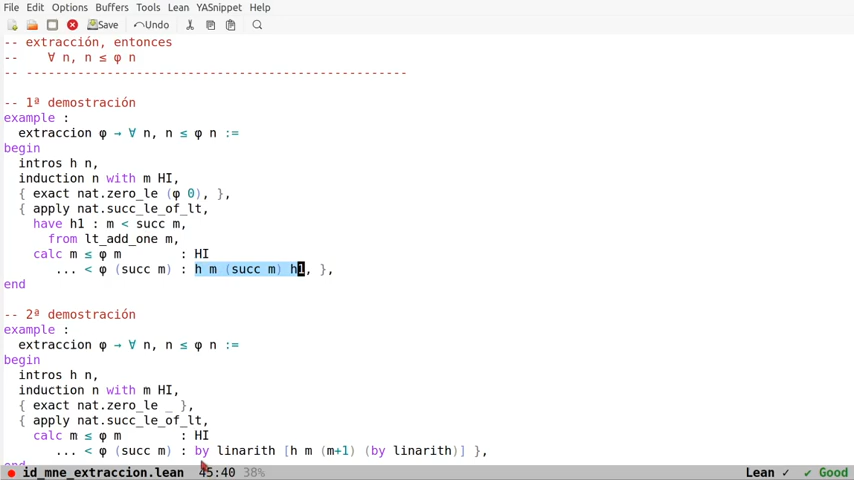 File Edit Options Buffers Tools Lean YASnippet Help
Save Undo
-- extracción, entonces
--    ∀ n, n ≤ φ n
-- ---------------------------------------------------
-- 1ª demostración
example :
  extraccion φ → ∀ n, n ≤ φ n :=
begin
  intros h n,
  induction n with m HI,
  { exact nat.zero_le (φ 0), },
  { apply nat.succ_le_of_lt,
    have h1 : m < succ m,
      from lt_add_one m,
    calc m ≤ φ m        : HI
       ... < φ (succ m) : h m (succ m) h1, },
end
-- 2ª demostración
example :
  extraccion φ → ∀ n, n ≤ φ n :=
begin
  intros h n,
  induction n with m HI,
  { exact nat.zero_le _ },
  { apply nat.succ_le_of_lt,
    calc m ≤ φ m        : HI
       ... < φ (succ m) : by linarith [h m (m+1) (by linarith)] },
end
id_mne_extraccion.lean 45:40 38% Lean ✓ ✔ Good